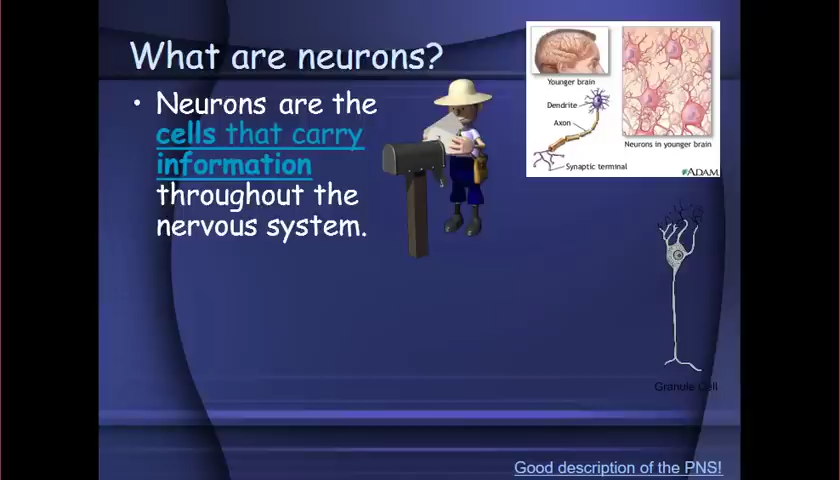 What are neurons?
• Neurons are the
cells that carry
information
throughout the
nervous system.
Younger brain
Dendrite
Axon
Synaptic terminal
Neurons in younger brain
ADAM
Granule Cell
Good description of the PNS!